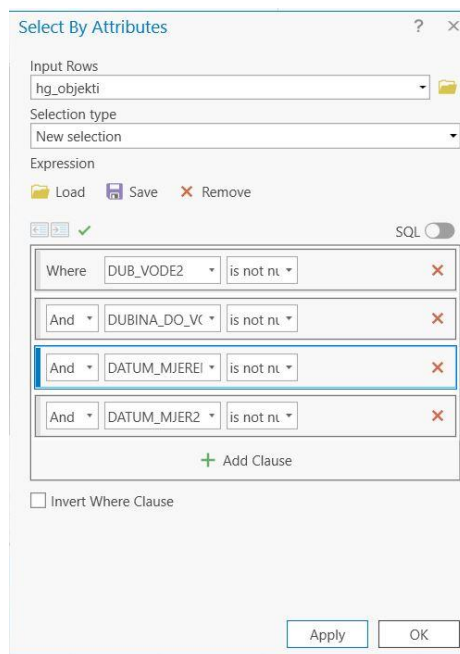 Select By Attributes ? ×
Input Rows
hg_objekti
Selection type
New selection
Expression
Load Save Remove
SQL
Where DUB_VODE2 is not nu
And DUBINA_DO_V( is not nu
And DATUM_MJEREI is not nu
And DATUM_MJER2 is not nu
+ Add Clause
Invert Where Clause
Apply OK